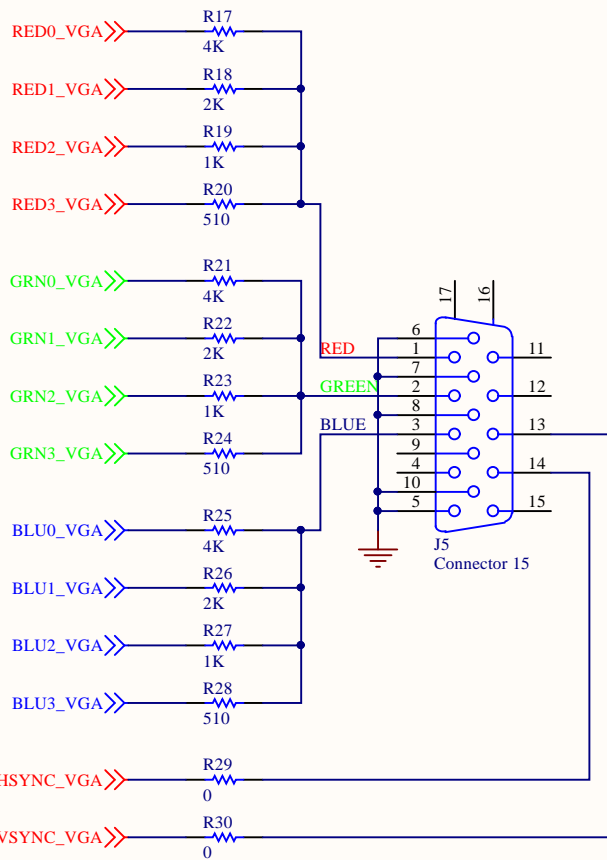 R17
RED0_VGA
4K
R18
RED1_VGA
2K
R19
RED2_VGA
1K
R20
RED3_VGA
510
R21
GRN0_VGA
4K
R22
GRN1_VGA
2K
R23
GRN2_VGA
1K
R24
GRN3_VGA
510
R25
BLU0_VGA
4K
R26
BLU1_VGA
2K
R27
BLU2_VGA
1K
R28
BLU3_VGA
510
R29
HSYNC_VGA
0
R30
VSYNC_VGA
0
RED
GREEN
BLUE
17
16
6
1
7
2
8
3
9
4
10
5
11
12
13
14
15
J5
Connector 15